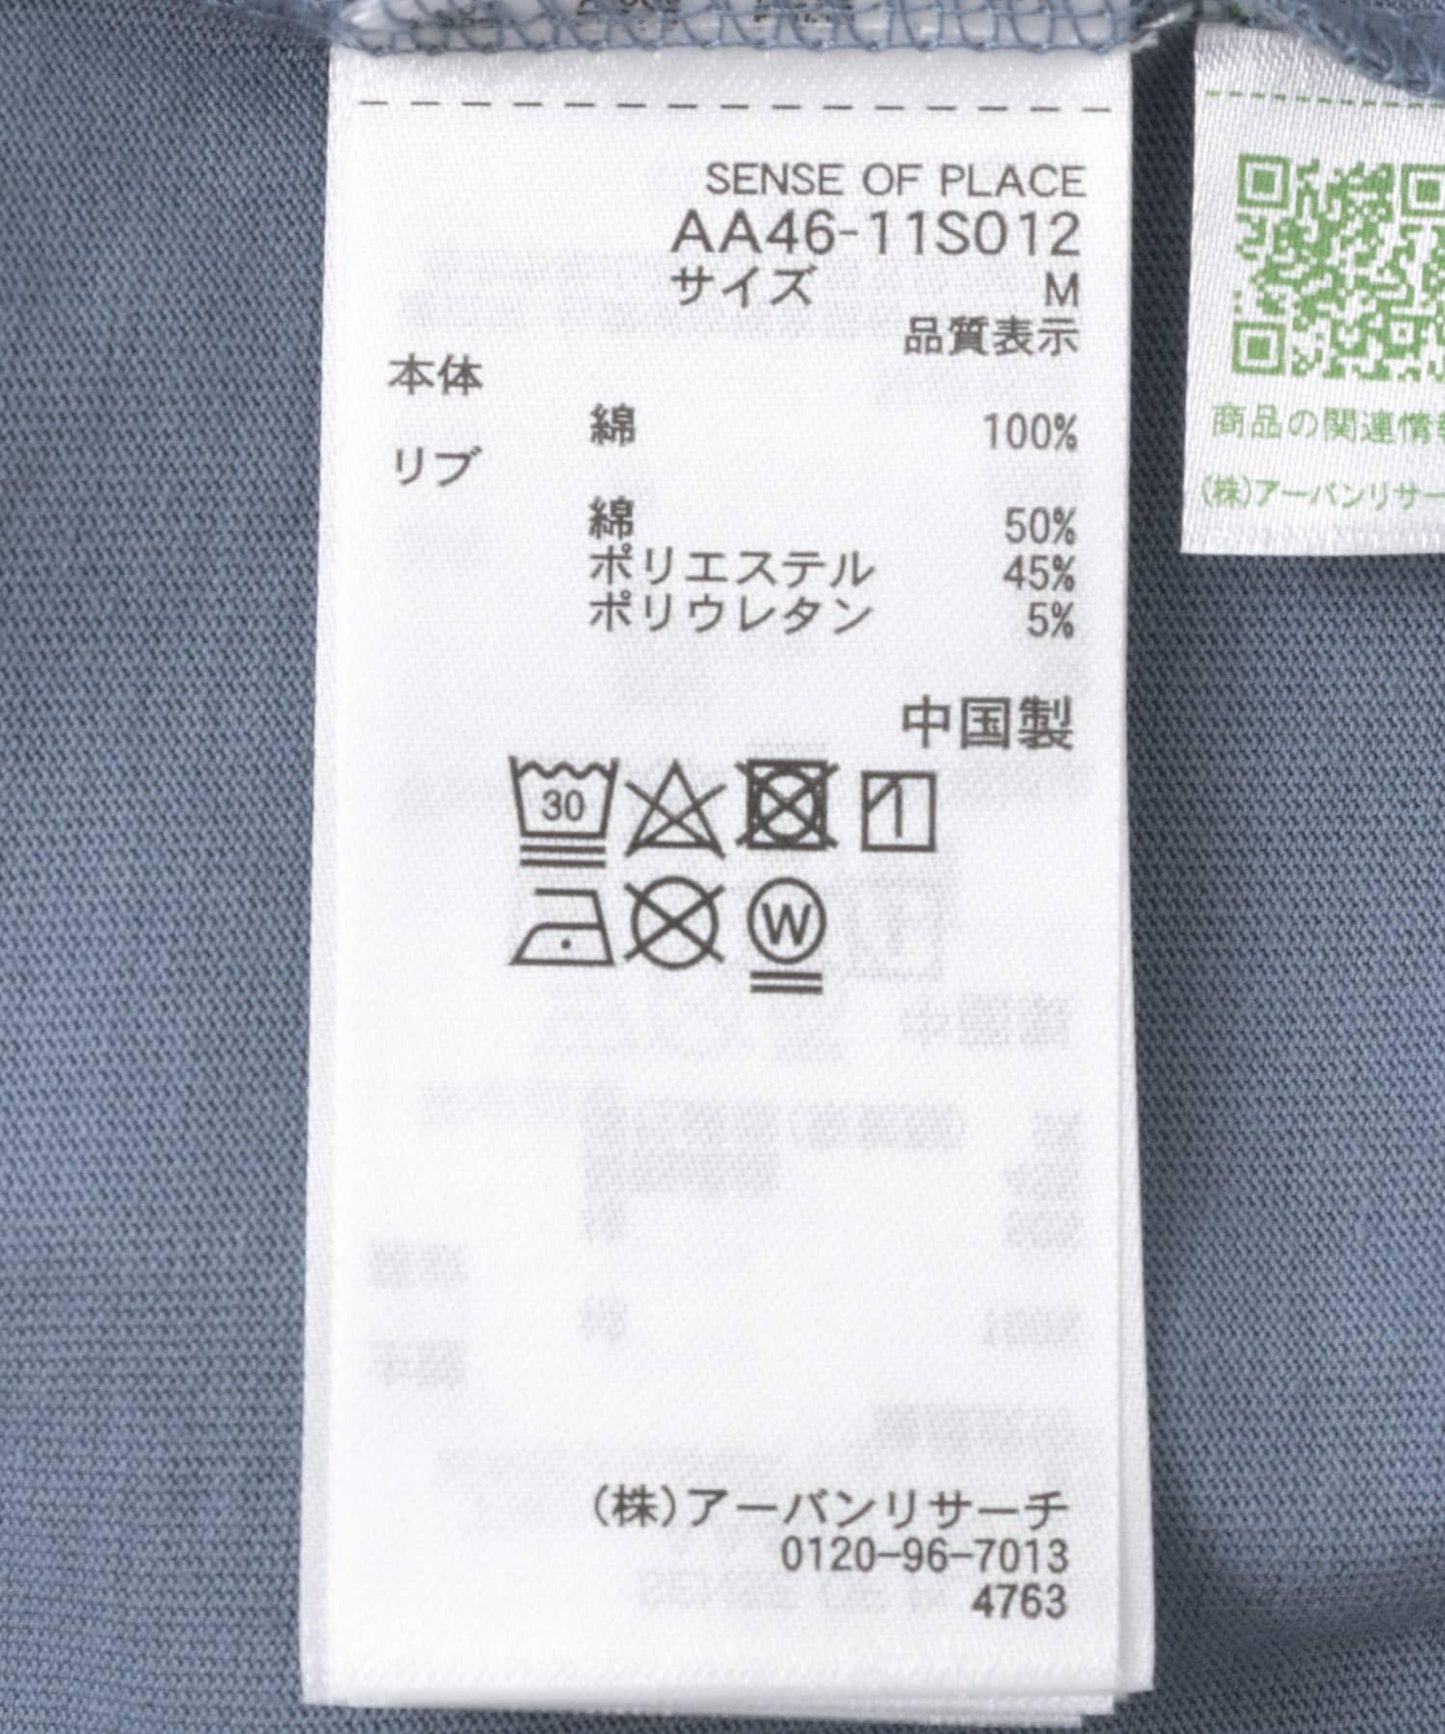 SENSE OF PLACE
AA46-11S012
サイズ M
品質表示
本体
綿 100%
リブ
綿 50%
ポリエステル 45%
ポリウレタン 5%
中国製
30
W
(株)アーバンリサーチ
0120-96-7013
4763
商品の関連情
(株)アーバンリサー